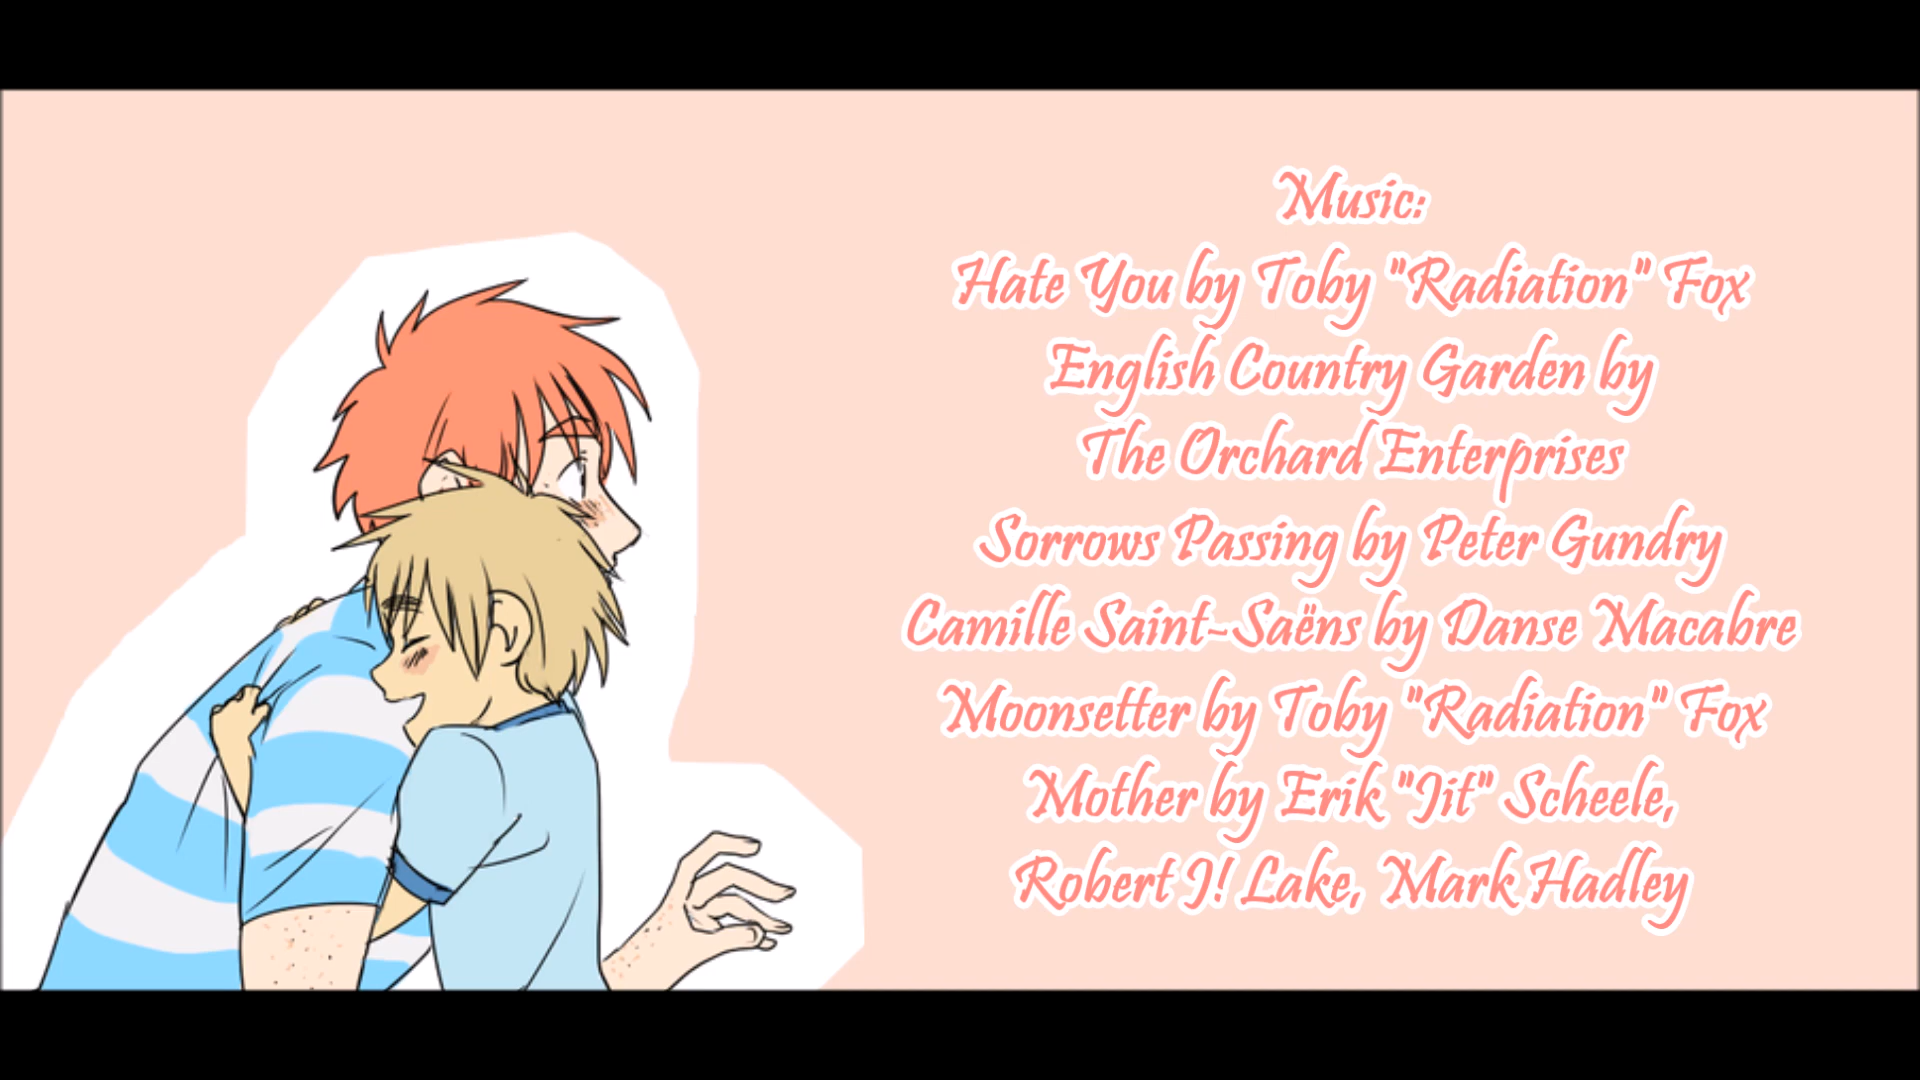 Music:
Hate You by Toby "Radiation" Fox
English Country Garden by
The Orchard Enterprises
Sorrows Passing by Peter Gundry
Camille Saint-Saëns by Danse Macabre
Moonsetter by Toby "Radiation" Fox
Mother by Erik "Jit" Scheele,
Robert J! Lake, Mark Hadley